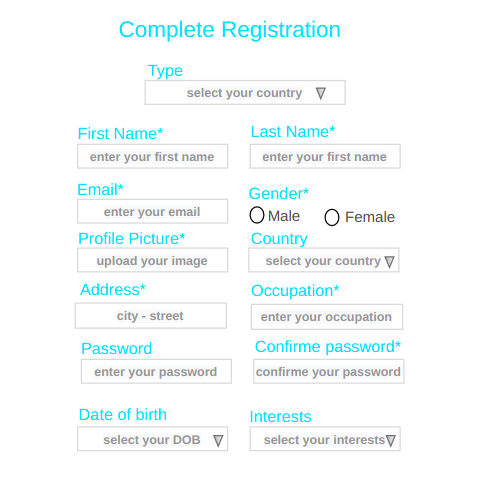 Complete Registration
Type
select your country
First Name*
Last Name*
enter your first name
enter your first name
Email*
Gender*
enter your email
Male
Female
Profile Picture*
Country
upload your image
select your country
Address*
Occupation*
city - street
enter your occupation
Password
Confirme password*
enter your password
confirme your password
Date of birth
Interests
select your DOB
select your interests